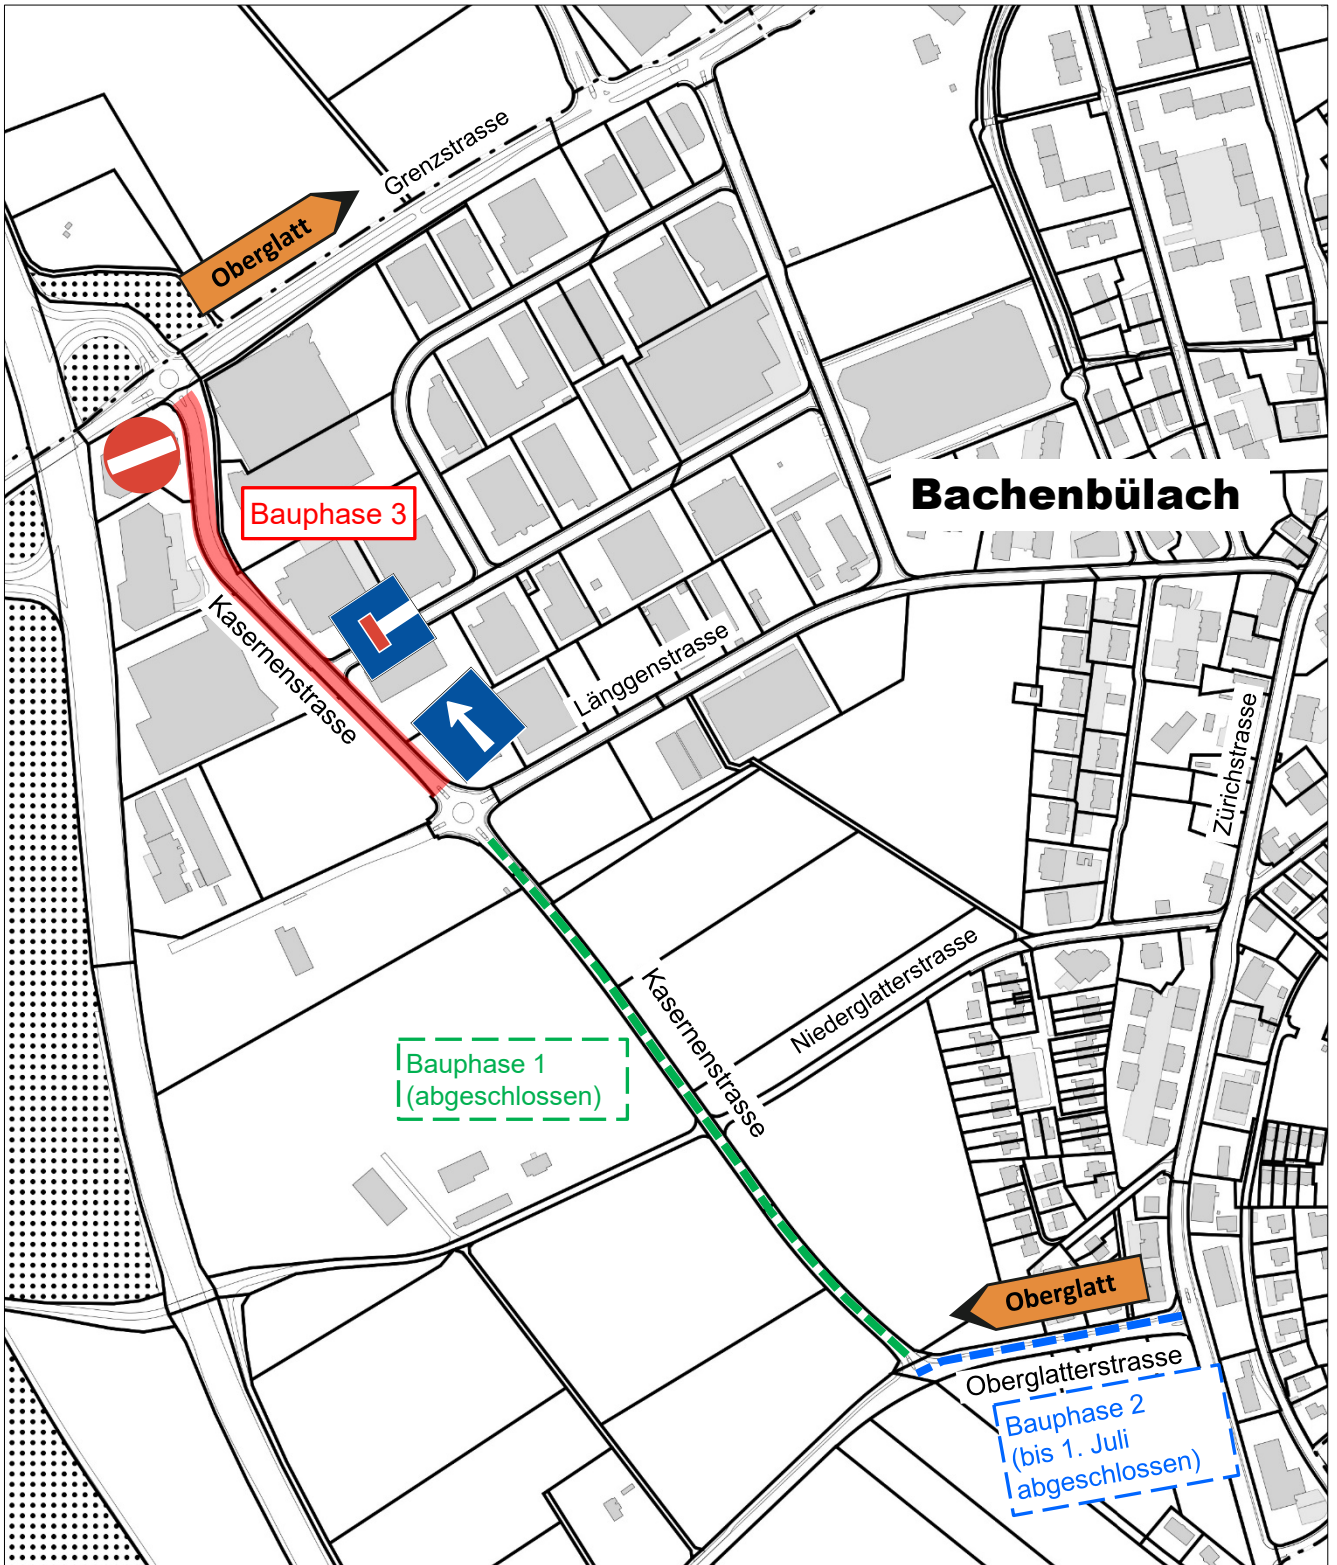 Grenzstrasse
Oberglatt
Bachenbülach
Bauphase 3
Kasernenstrasse
Länggenstrasse
Zürichstrasse
Niederglatterstrasse
Kasernenstrasse
Bauphase 1
(abgeschlossen)
Oberglatt
Oberglatterstrasse
Bauphase 2
(bis 1. Juli
abgeschlossen)